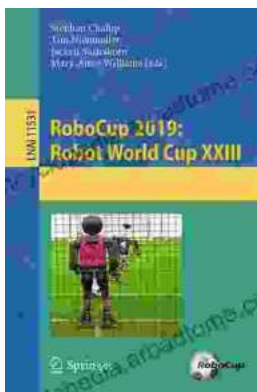 Stephan Chalup
Tim Niemueller
Jackrit Suthakorn
Mary-Anne Williams (Eds.)
LNAI 11531
RoboCup 2019:
Robot World Cup XXIII
Springer
RoboCup